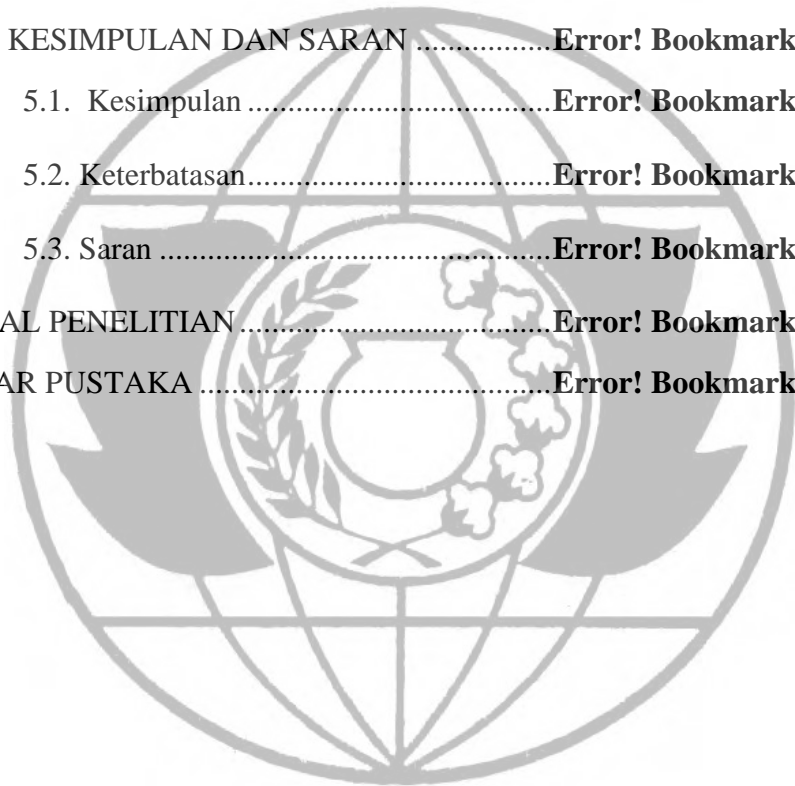 KESIMPULAN DAN SARAN ................Error! Bookmark
5.1. Kesimpulan .....................................Error! Bookmark
5.2. Keterbatasan.....................................Error! Bookmark
5.3. Saran ................................................Error! Bookmark
AL PENELITIAN ......................................Error! Bookmark
AR PUSTAKA ...........................................Error! Bookmark